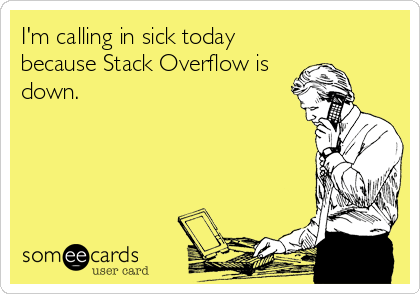 I'm calling in sick today
because Stack Overflow is
down.
someecards
user card